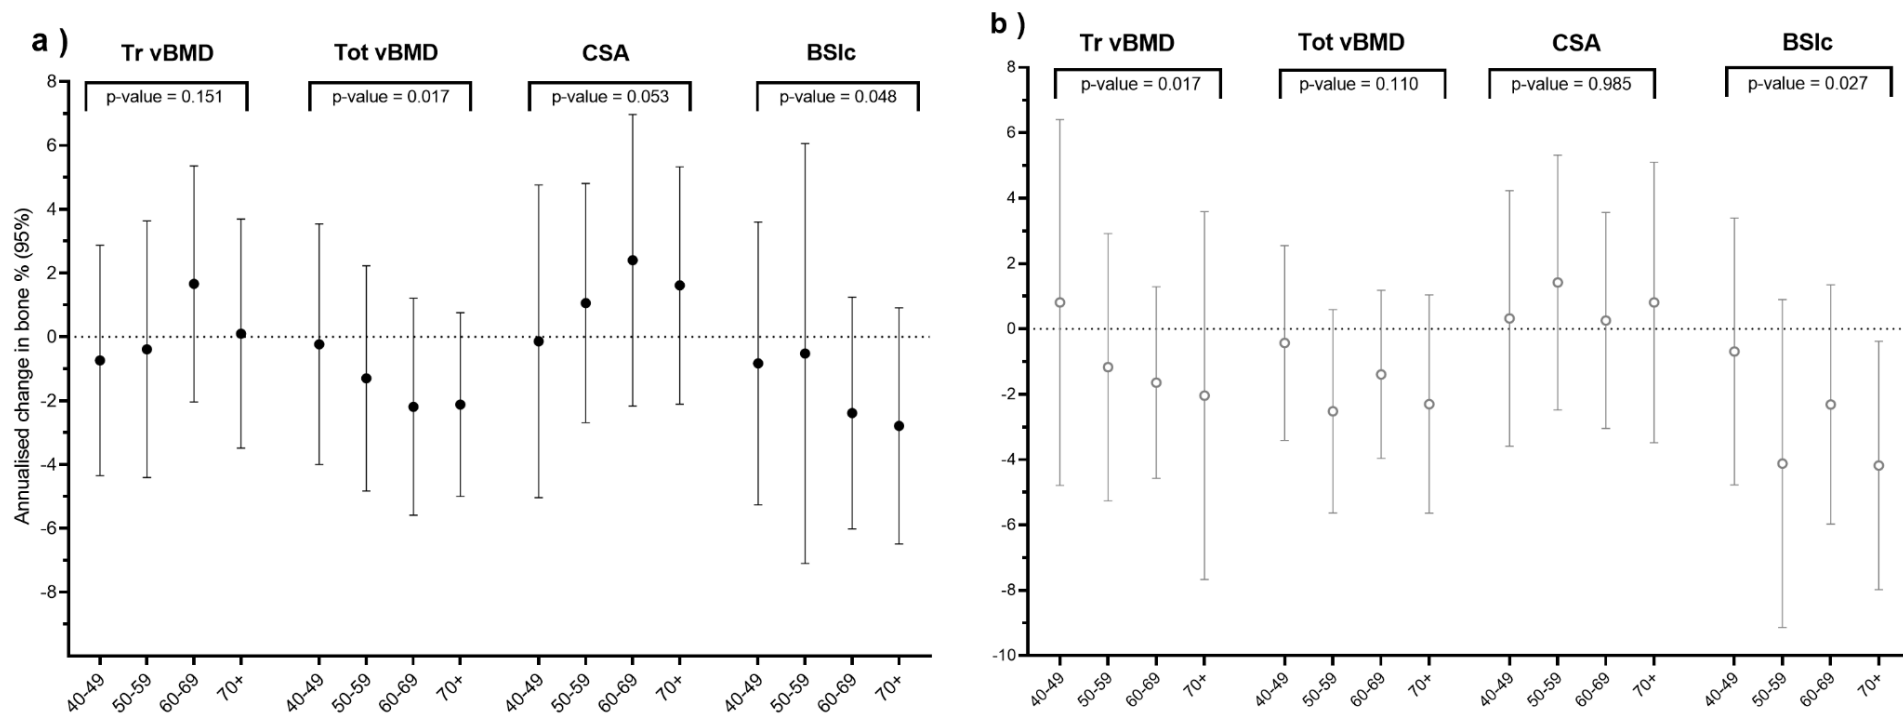 a )
Tr vBMD
Tot vBMD
CSA
BSIc
p-value = 0.151
p-value = 0.017
p-value = 0.053
p-value = 0.048
Annualised change in bone % (95%)
8
6
4
2
0
-2
-4
-6
-8
40-49
50-59
60-69
70+
40-49
50-59
60-69
70+
40-49
50-59
60-69
70+
40-49
50-59
60-69
70+
b )
Tr vBMD
Tot vBMD
CSA
BSIc
p-value = 0.017
p-value = 0.110
p-value = 0.985
p-value = 0.027
8
6
4
2
0
-2
-4
-6
-8
-10
40-49
50-59
60-69
70+
40-49
50-59
60-69
70+
40-49
50-59
60-69
70+
40-49
50-59
60-69
70+